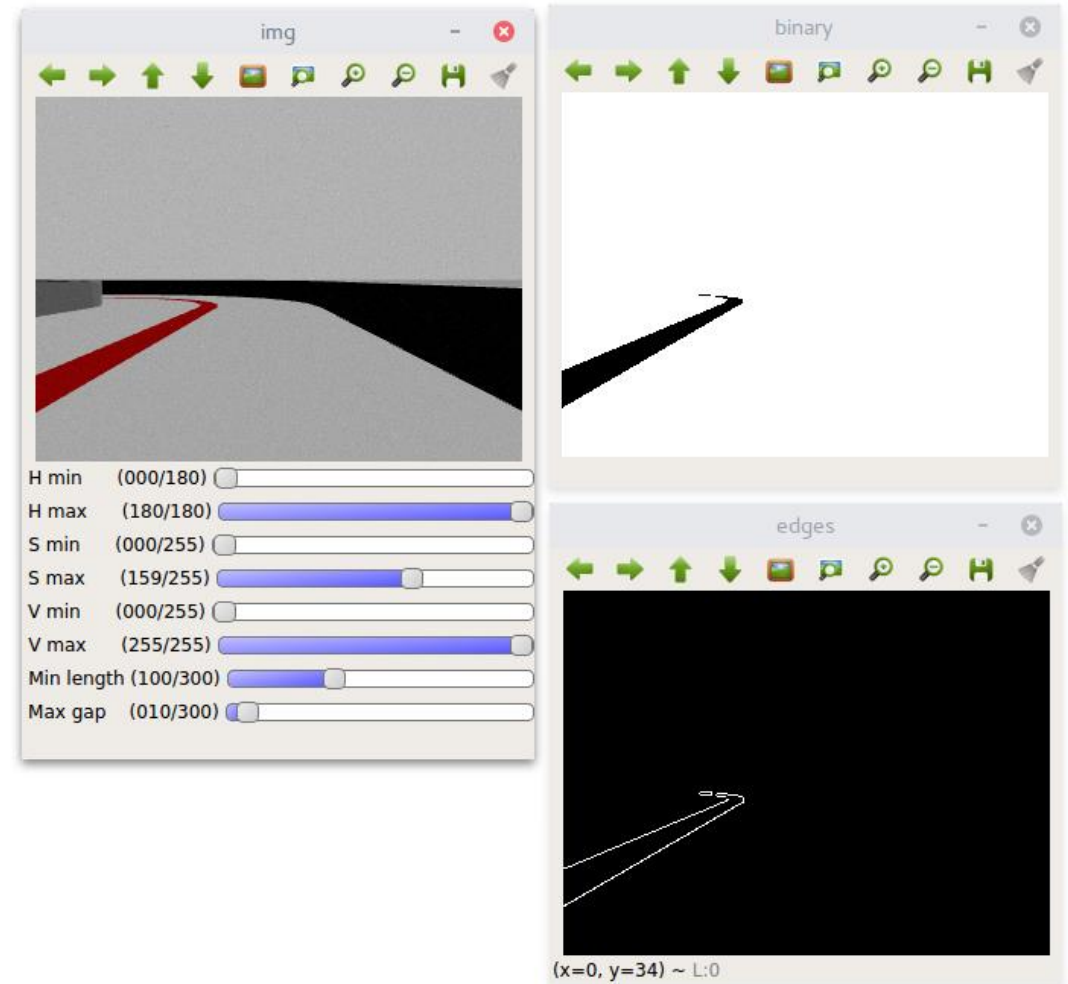 img
H min (000/180)
H max (180/180)
S min (000/255)
S max (159/255)
V min (000/255)
V max (255/255)
Min length (100/300)
Max gap (010/300)
binary
edges
(x=0, y=34) ~ L:0